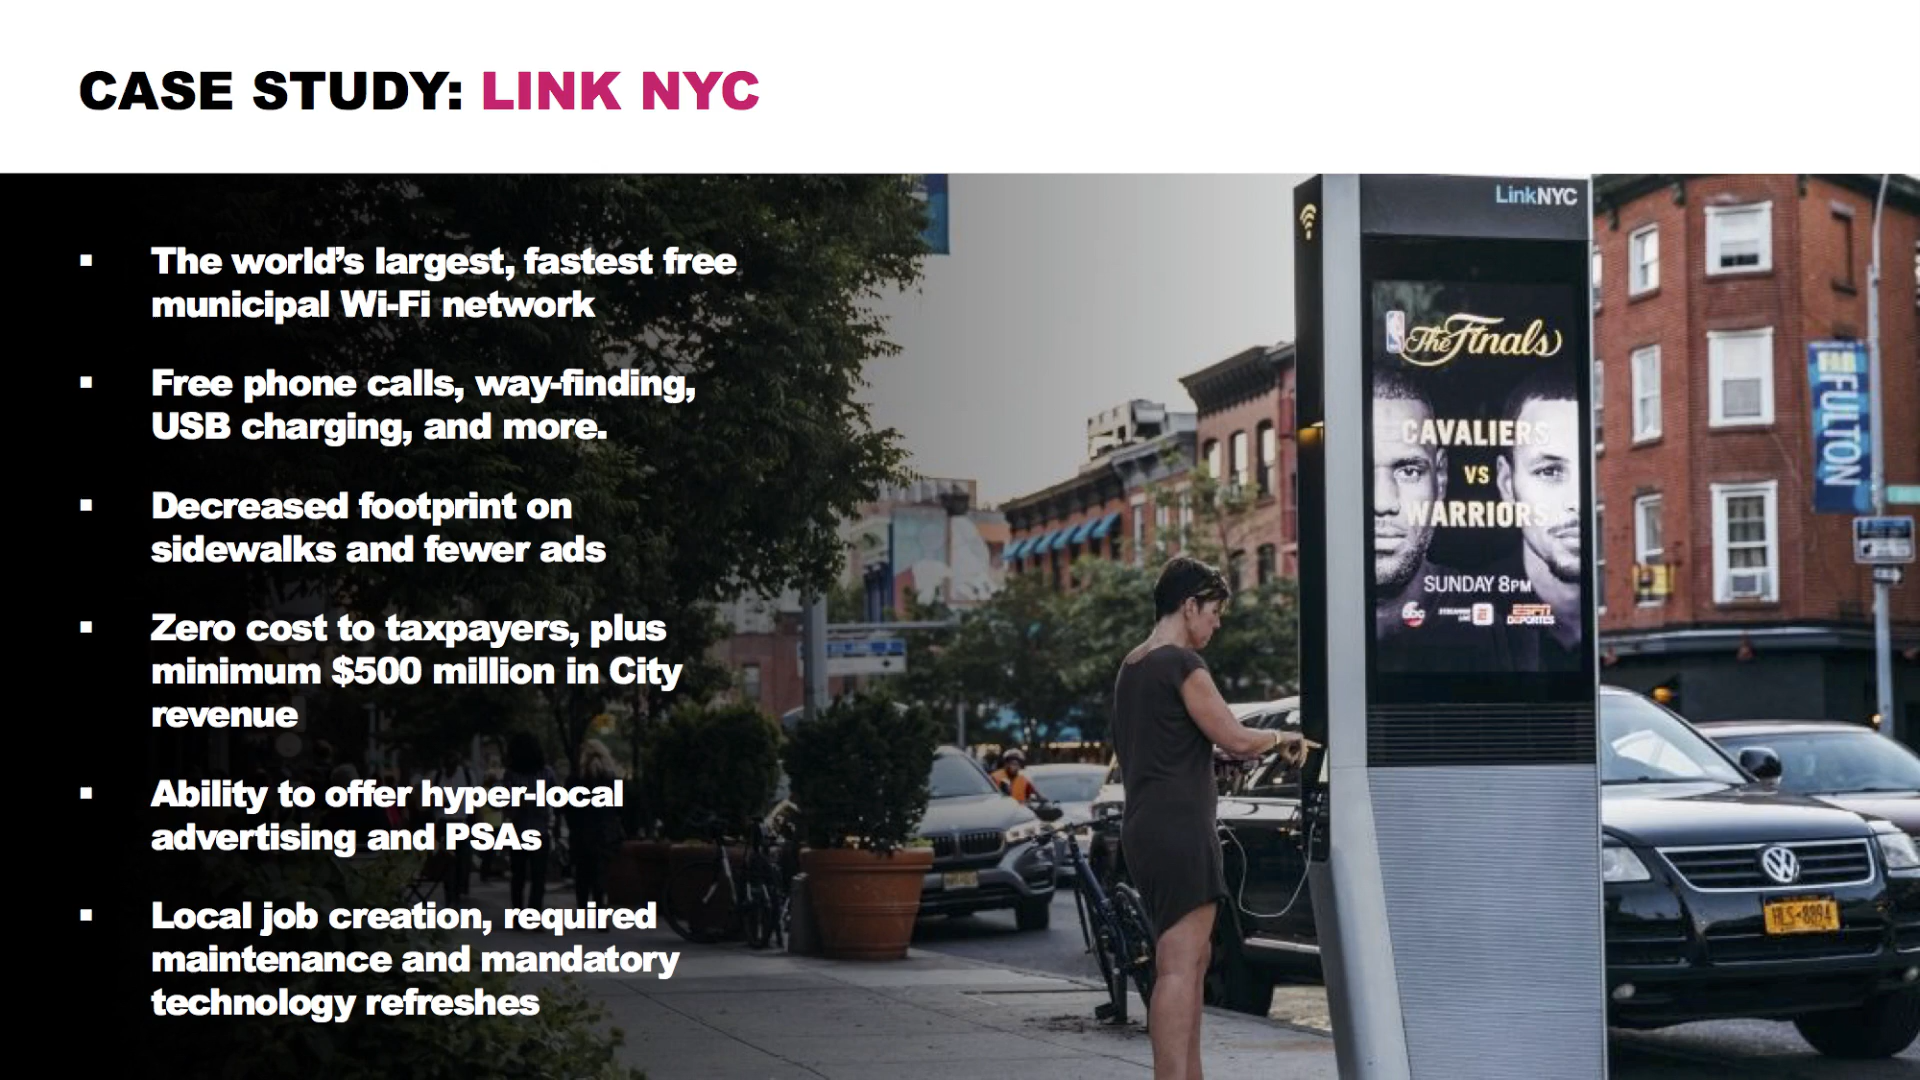 CASE STUDY: LINK NYC
▪ The world's largest, fastest free
municipal Wi-Fi network
▪ Free phone calls, way-finding,
USB charging, and more.
▪ Decreased footprint on
sidewalks and fewer ads
▪ Zero cost to taxpayers, plus
minimum $500 million in City
revenue
▪ Ability to offer hyper-local
advertising and PSAs
▪ Local job creation, required
maintenance and mandatory
technology refreshes
LinkNYC
The Finals
CAVALIERS
VS
WARRIORS
SUNDAY 8PM
abc
ESPN
DEPORTES
FULTON